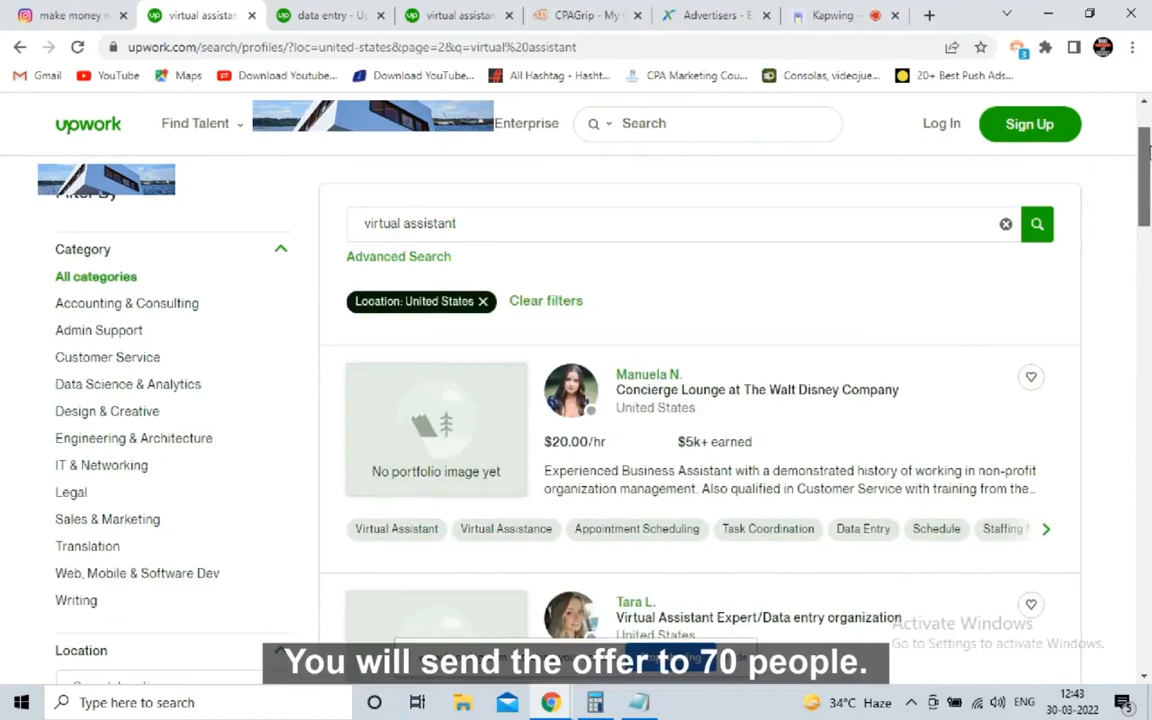 make money n
virtual assistan
data entry - Up
virtual assistan
CPAGrip - My C
Advertisers - E
Kapwing –
upwork.com/search/profiles/?loc=united-states&page=2&q=virtual%20assistant
Gmail
YouTube
Maps
Download Youtube...
Download YouTube...
All Hashtag - Hasht...
CPA Marketing Cou...
Consolas, videojue...
20+ Best Push Ads...
upwork
Find Talent
Enterprise
Search
Log In
Sign Up
Filter By
virtual assistant
Advanced Search
Location: United States
Clear filters
Category
All categories
Accounting & Consulting
Admin Support
Customer Service
Data Science & Analytics
Design & Creative
Engineering & Architecture
IT & Networking
Legal
Sales & Marketing
Translation
Web, Mobile & Software Dev
Writing
Location
No portfolio image yet
Manuela N.
Concierge Lounge at The Walt Disney Company
United States
$20.00/hr $5k+ earned
Experienced Business Assistant with a demonstrated history of working in non-profit
organization management. Also qualified in Customer Service with training from the...
Virtual Assistant Virtual Assistance Appointment Scheduling Task Coordination Data Entry Schedule Staffing
Tara L.
Virtual Assistant Expert/Data entry organization
United States
Activate Windows
Go to Settings to activate Windows.
You will send the offer to 70 people.
Type here to search
34°C Haze
ENG
12:43
30-03-2022
5